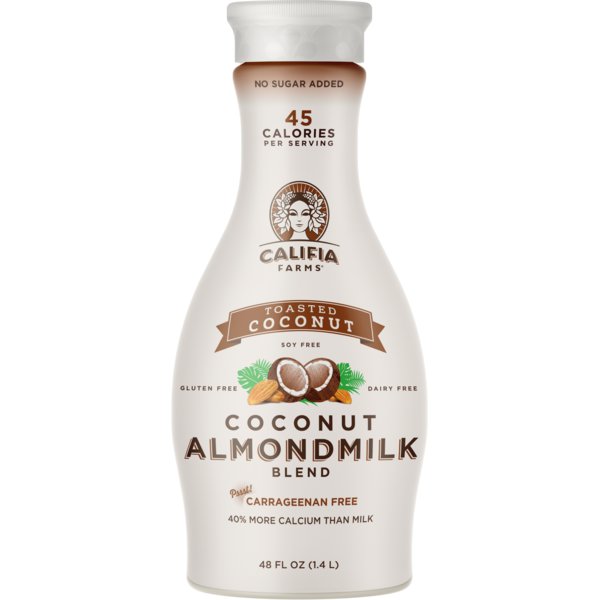 NO SUGAR ADDED
45
CALORIES
PER SERVING
CALIFIA
FARMS®
TOASTED
COCONUT
SOY FREE
GLUTEN FREE
DAIRY FREE
COCONUT
ALMONDMILK
BLEND
Psssst!
CARRAGEENAN FREE
40% MORE CALCIUM THAN MILK
48 FL OZ (1.4 L)